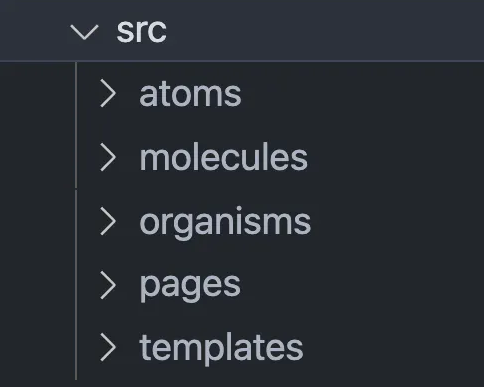 src
atoms
molecules
organisms
pages
templates